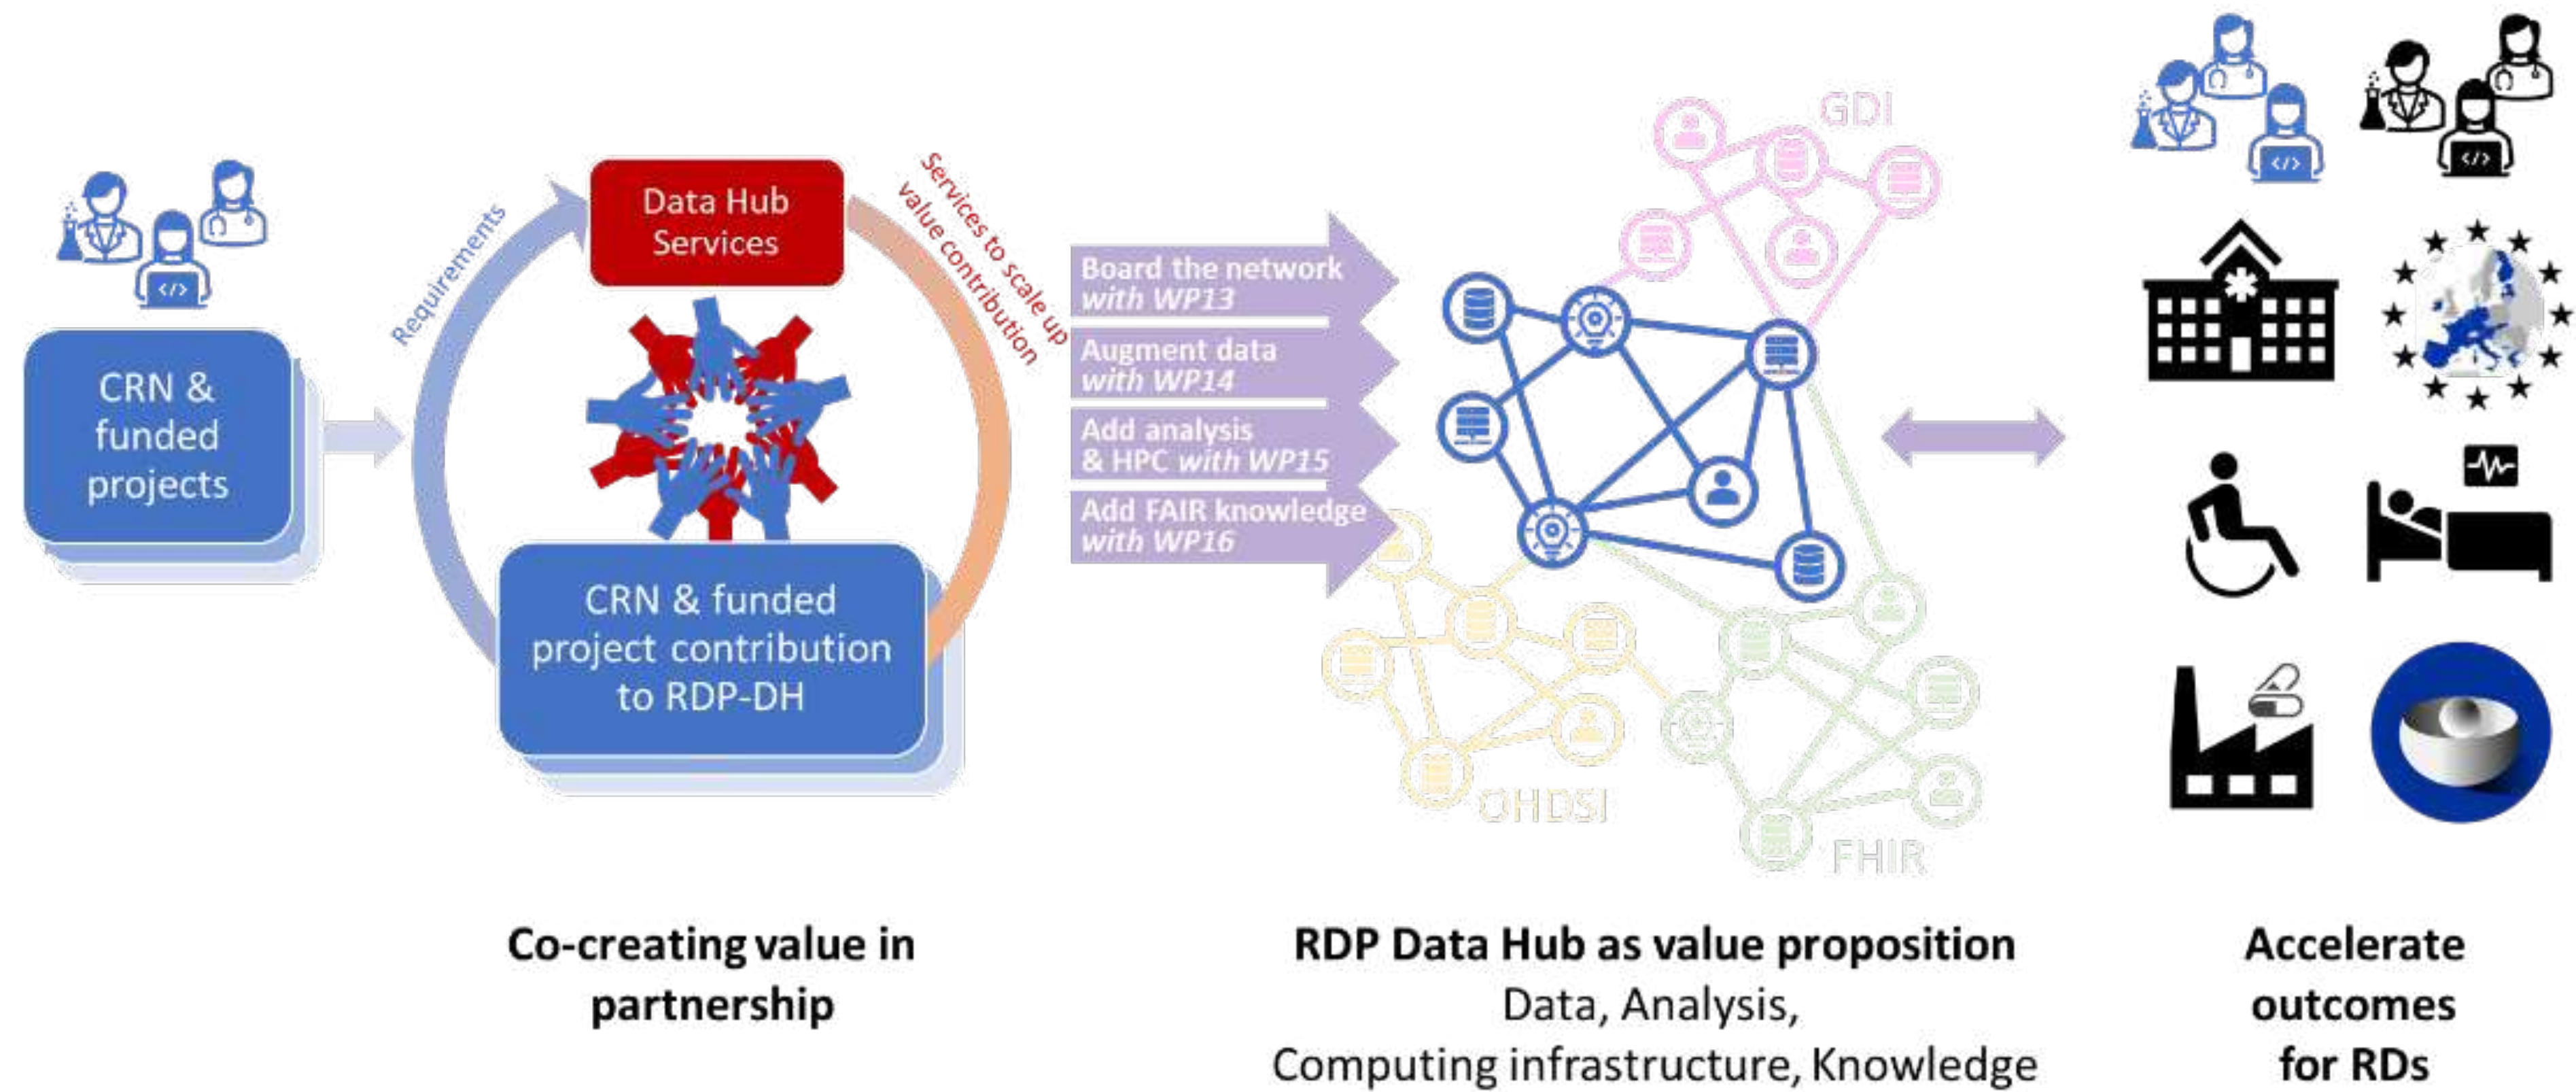 CRN &
funded
projects
Requirements
Data Hub
Services
Services to scale up
value contribution
CRN & funded
project contribution
to RDP-DH
Board the network
with WP13
Augment data
with WP14
Add analysis
& HPC with WP15
Add FAIR knowledge
with WP16
GDI
OHDSI
FHIR
</>
</>
</>
Co-creating value in
partnership
RDP Data Hub as value proposition
Data, Analysis,
Computing infrastructure, Knowledge
Accelerate
outcomes
for RDs